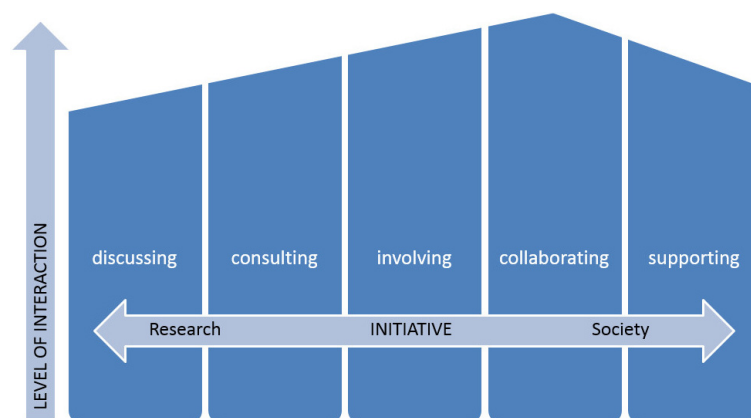 LEVEL OF INTERACTION
discussing consulting involving collaborating supporting
Research INITIATIVE Society